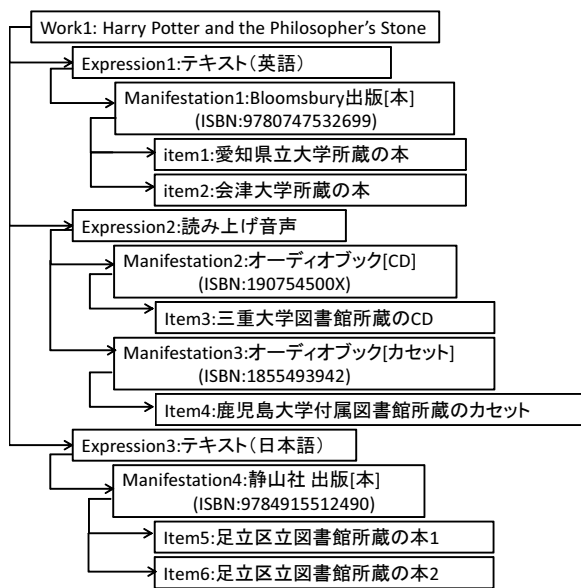 Work1: Harry Potter and the Philosopher's Stone
Expression1:テキスト(英語)
Manifestation1:Bloomsbury出版[本]
(ISBN:9780747532699)
item1:愛知県立大学所蔵の本
item2:会津大学所蔵の本
Expression2:読み上げ音声
Manifestation2:オーディオブック[CD]
(ISBN:190754500X)
Item3:三重大学図書館所蔵のCD
Manifestation3:オーディオブック[カセット]
(ISBN:1855493942)
Item4:鹿児島大学付属図書館所蔵のカセット
Expression3:テキスト(日本語)
Manifestation4:静山社 出版[本]
(ISBN:9784915512490)
Item5:足立区立図書館所蔵の本1
Item6:足立区立図書館所蔵の本2